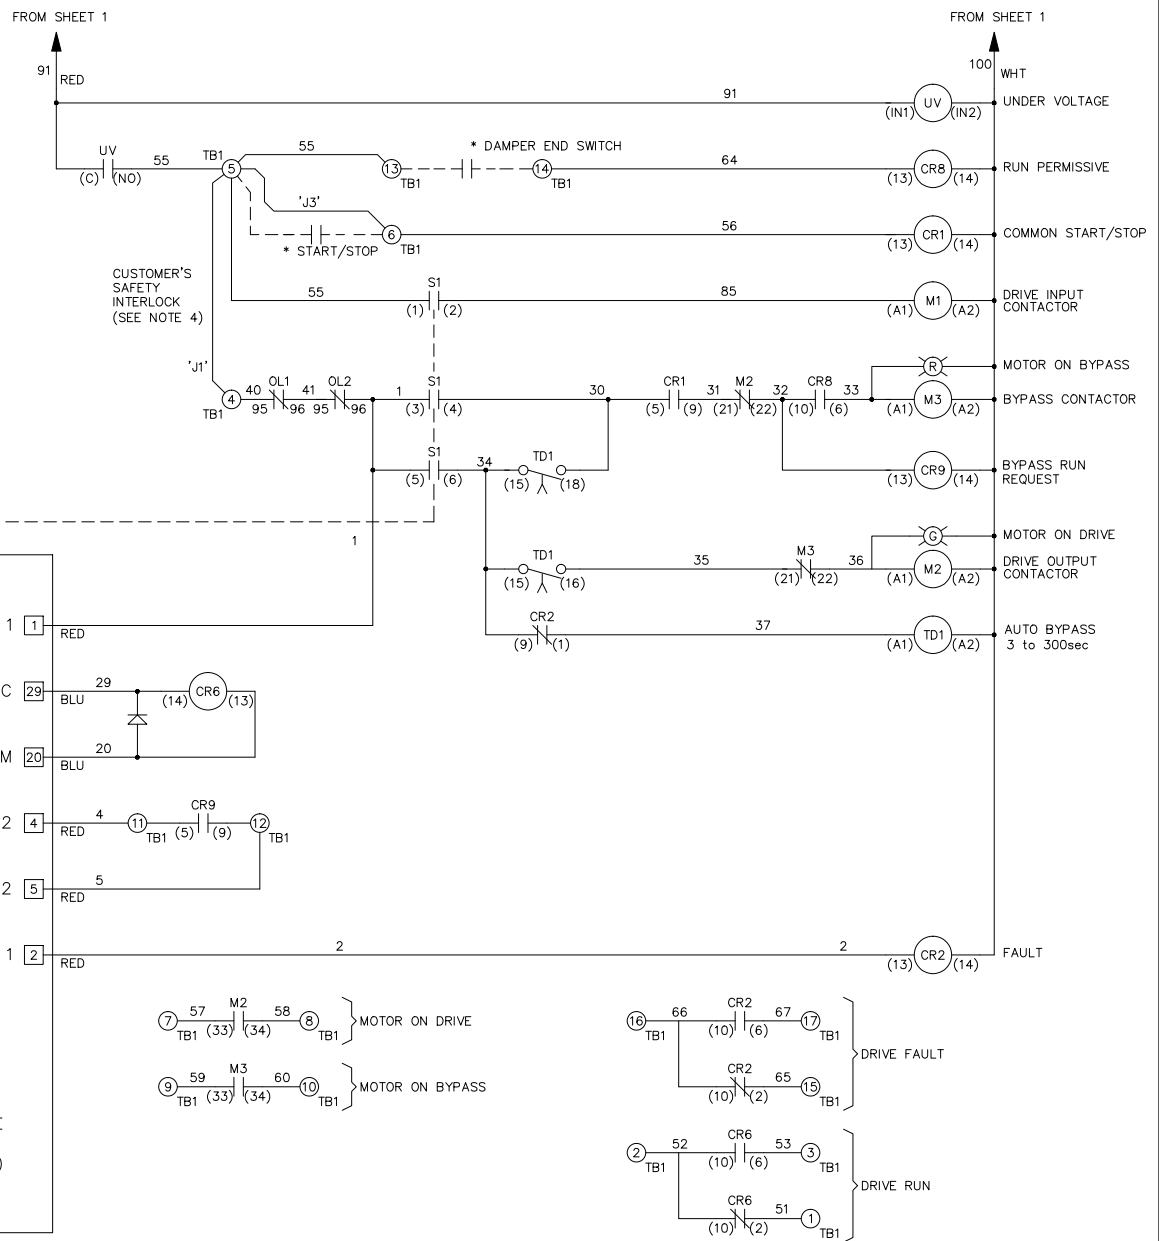 FROM SHEET 1
FROM SHEET 1
91
RED
100
WHT
91
(IN1)
UV
(IN2)
UNDER VOLTAGE
UV
(C)
(NO)
55
TB1
5
55
13
TB1
* DAMPER END SWITCH
14
TB1
64
(13)
CR8
(14)
RUN PERMISSIVE
'J3'
* START/STOP
6
TB1
56
(13)
CR1
(14)
COMMON START/STOP
CUSTOMER'S
SAFETY
INTERLOCK
(SEE NOTE 4)
55
S1
(1)
(2)
85
(A1)
M1
(A2)
DRIVE INPUT
CONTACTOR
R
MOTOR ON BYPASS
'J1'
4
TB1
40
OL1
95
96
41
OL2
95
96
1
S1
(3)
(4)
30
CR1
(5)
(9)
31
M2
(21)
(22)
32
CR8
(10)
(6)
33
(A1)
M3
(A2)
BYPASS CONTACTOR
S1
(5)
(6)
34
TD1
(15)
(18)
(13)
CR9
(14)
BYPASS RUN
REQUEST
1
G
MOTOR ON DRIVE
TD1
(15)
(16)
35
M3
(21)
(22)
36
(A1)
M2
(A2)
DRIVE OUTPUT
CONTACTOR
1
1
RED
CR2
(9)
(1)
37
(A1)
TD1
(A2)
AUTO BYPASS
3 to 300sec
C
29
BLU
29
(14)
CR6
(13)
M
20
BLU
20
2
4
RED
4
11
TB1
CR9
(5)
(9)
12
TB1
2
5
RED
5
1
2
RED
2
2
(13)
CR2
(14)
FAULT
7
TB1
57
M2
(33)
(34)
58
8
TB1
MOTOR ON DRIVE
16
TB1
66
CR2
(10)
(6)
67
17
TB1
DRIVE FAULT
9
TB1
59
M3
(33)
(34)
60
10
TB1
MOTOR ON BYPASS
CR2
(10)
(2)
65
15
TB1
2
TB1
52
CR6
(10)
(6)
53
3
TB1
DRIVE RUN
CR6
(10)
(2)
51
1
TB1
)